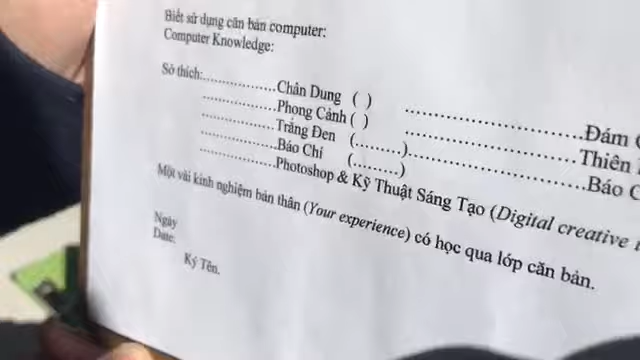 Biết sử dụng căn bản computer:
Computer Knowledge:
Sở thích:................Chân Dung ( ) ..............................Đám
......................Phong Cảnh ( ) ..............................Thiên
......................Trắng Đen (.........)..............................Báo
......................Báo Chí (.........)
......................Photoshop & Kỹ Thuật Sáng Tạo (Digital creative
Một vài kinh nghiệm bản thân (Your experience) có học qua lớp căn bản.
Ngày
Date:
Ký Tên.